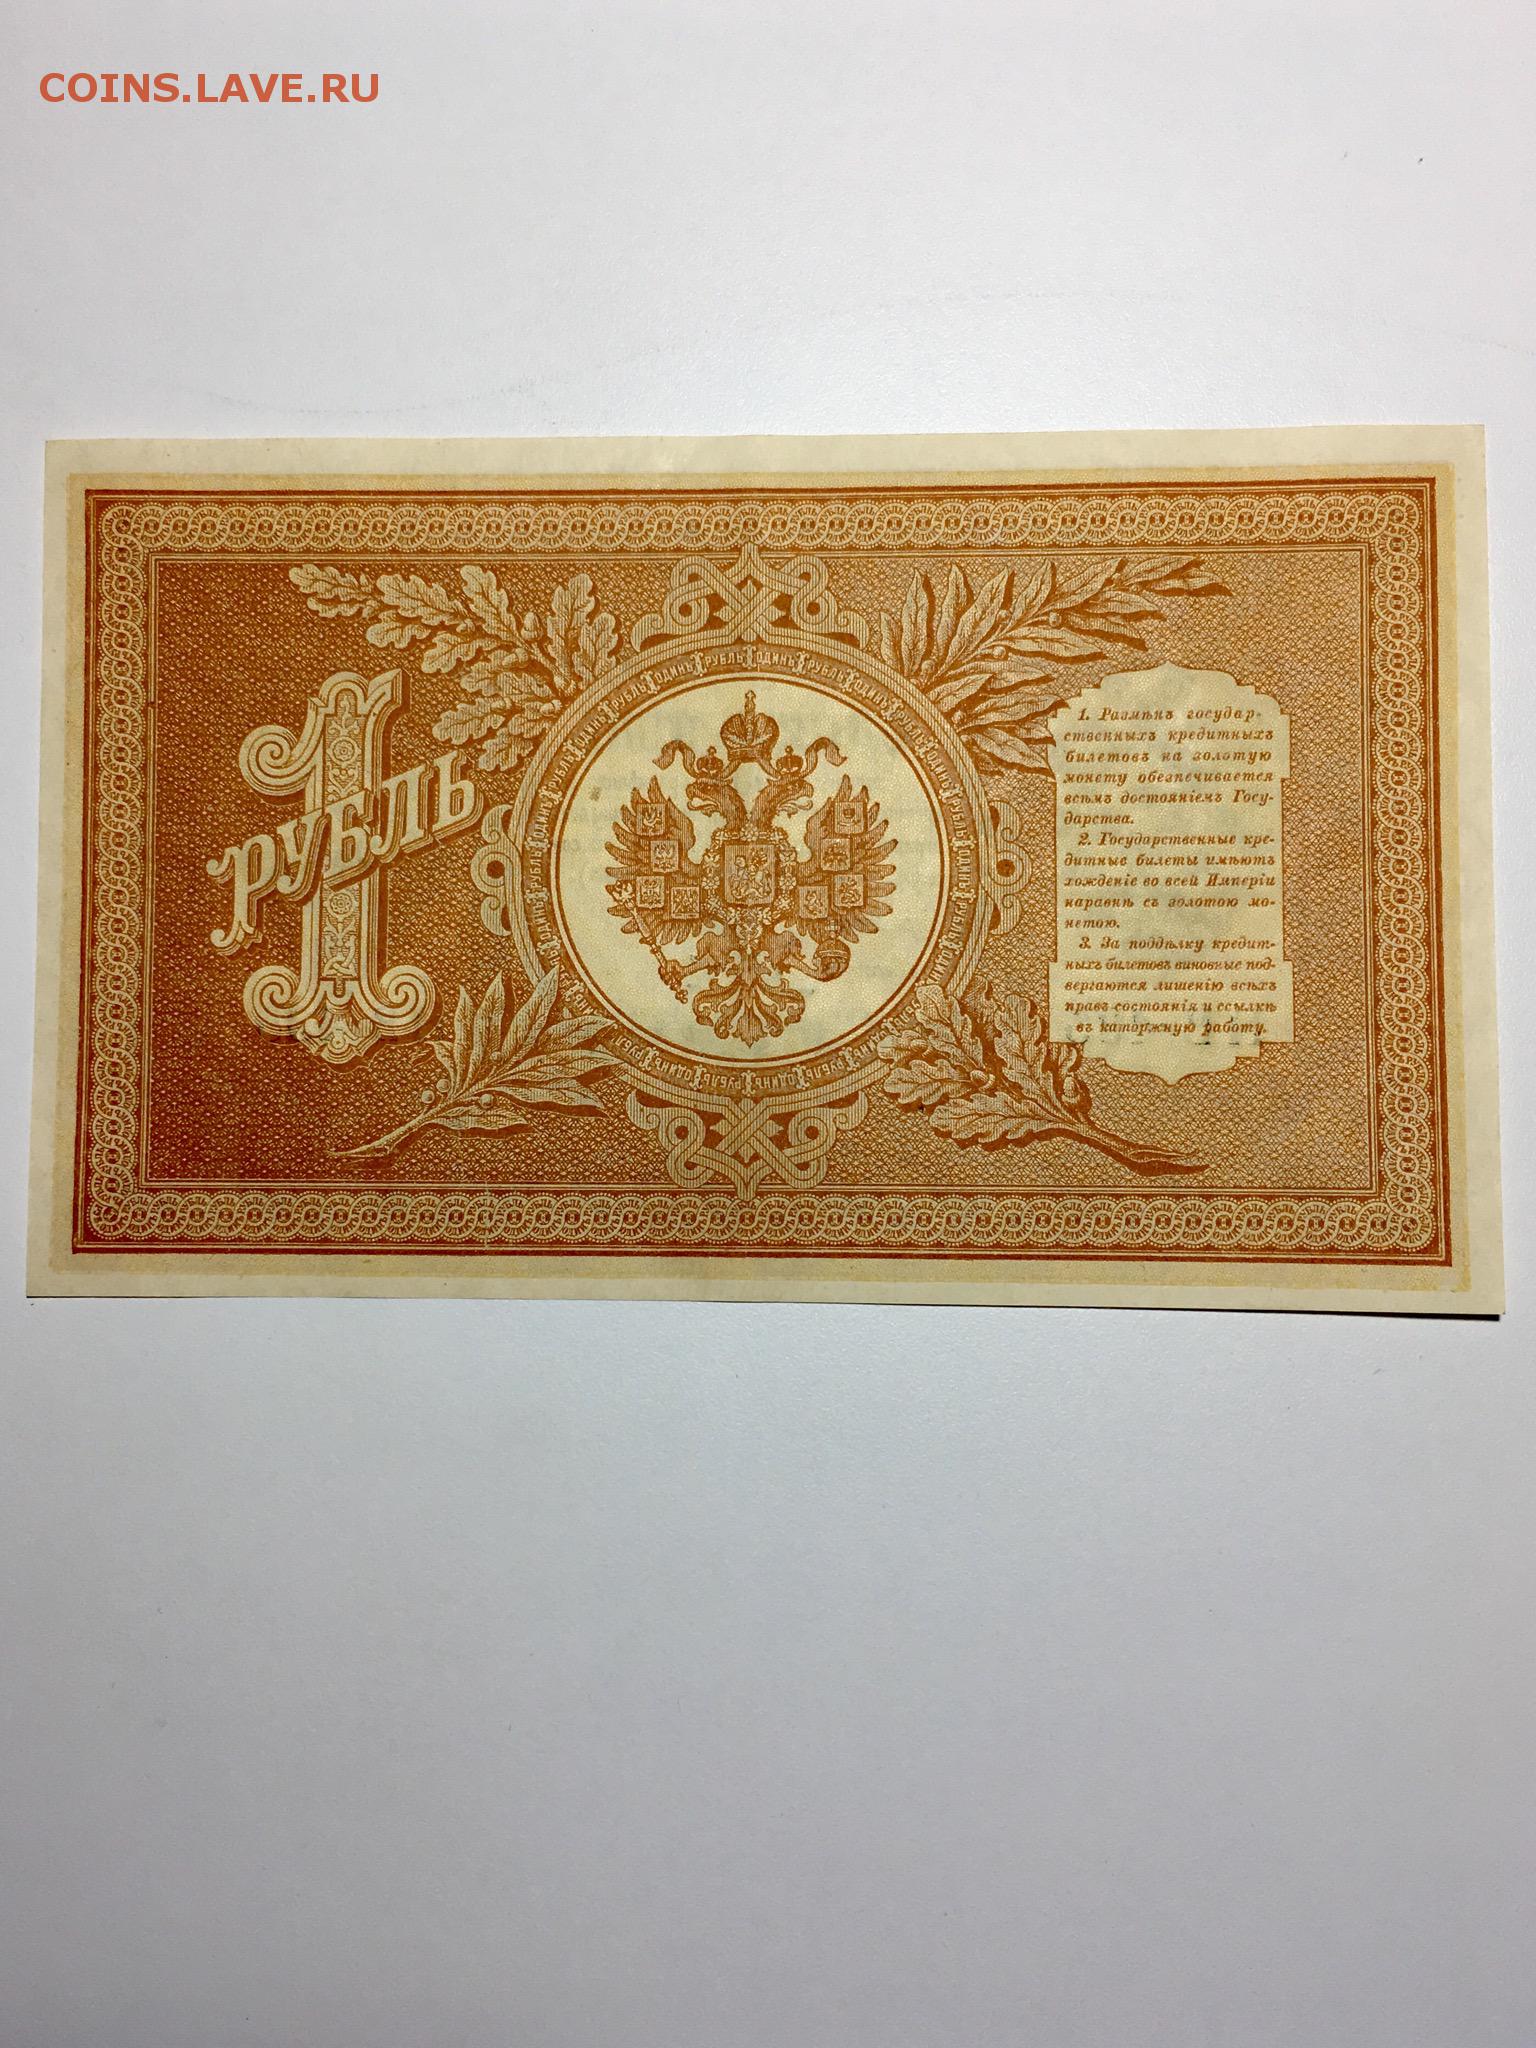 COINS.LAVE.RU
1
РУБЛЬ
1. Размѣнъ государ-
ственныхъ кредитныхъ
билетовъ на золотую
монету обезпечивается
всѣмъ достояніемъ Госу-
дарства.
2. Государственные кре-
дитные билеты имѣютъ
хожденіе во всей Имперіи
наравнѣ съ золотою мо-
нетою.
3. За поддѣлку кредит-
ныхъ билетовъ виновные под-
вергаются лишенію всѣхъ
правъ состоянія и ссылкѣ
въ каторжную работу.